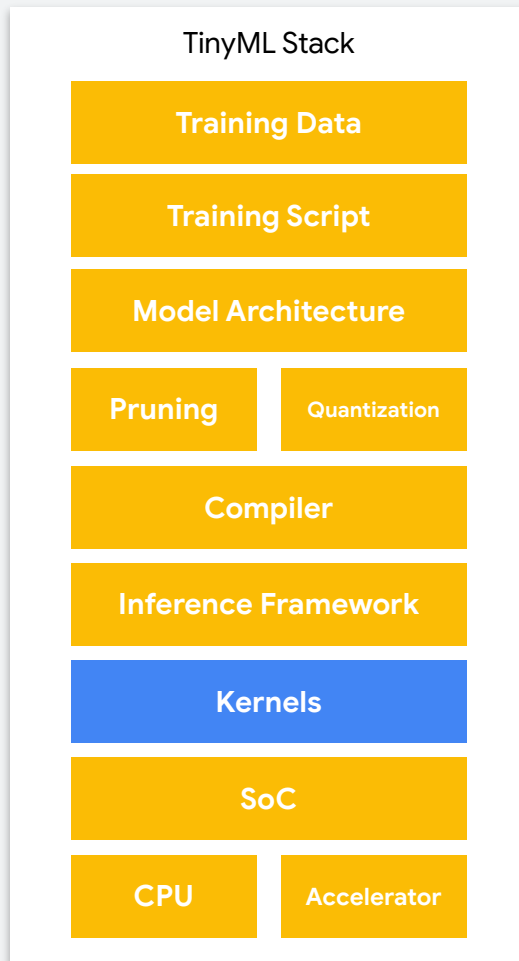 TinyML Stack
Training Data
Training Script
Model Architecture
Pruning
Quantization
Compiler
Inference Framework
Kernels
SoC
CPU
Accelerator